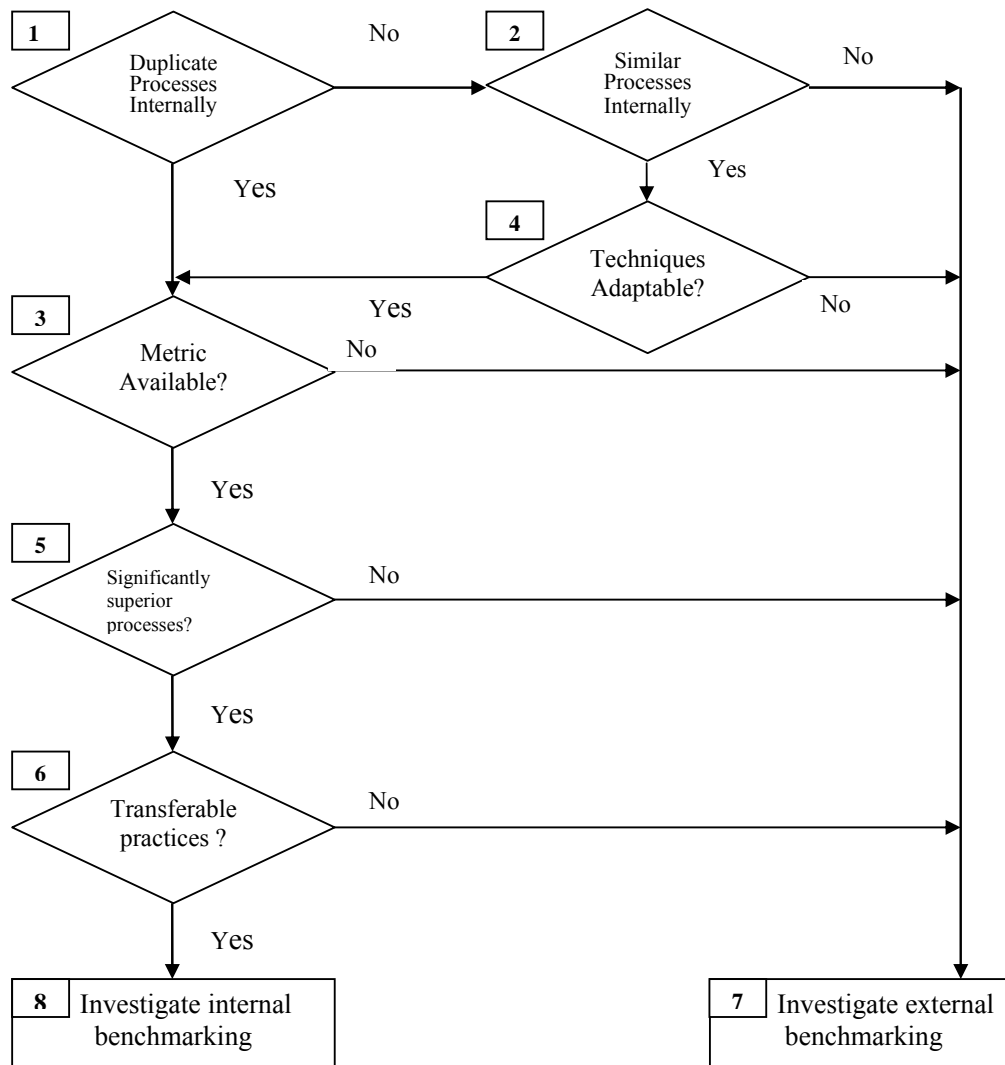 1
No
2
No
Duplicate
Processes
Internally
Similar
Processes
Internally
Yes
Yes
4
Techniques
Adaptable?
Yes
No
3
Metric
Available?
No
Yes
5
Significantly
superior
processes?
No
Yes
6
Transferable
practices ?
No
Yes
8
Investigate internal
benchmarking
7
Investigate external
benchmarking